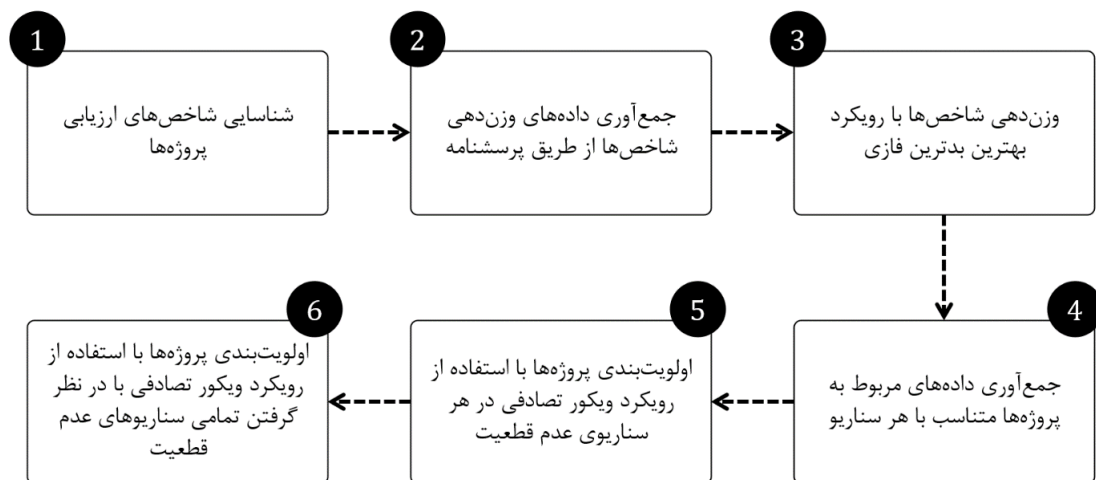 1
شناسایی شاخص‌های ارزیابی
پروژه‌ها
2
جمع‌آوری داده‌های وزن‌دهی
شاخص‌ها از طریق پرسشنامه
3
وزن‌دهی شاخص‌ها با رویکرد
بهترین بدترین فازی
4
جمع‌آوری داده‌های مربوط به
پروژه‌ها متناسب با هر سناریو
5
اولویت‌بندی پروژه‌ها با استفاده از
رویکرد ویکور تصادفی در هر
سناریوی عدم قطعیت
6
اولویت‌بندی پروژه‌ها با استفاده از
رویکرد ویکور تصادفی با در نظر
گرفتن تمامی سناریوهای عدم
قطعیت